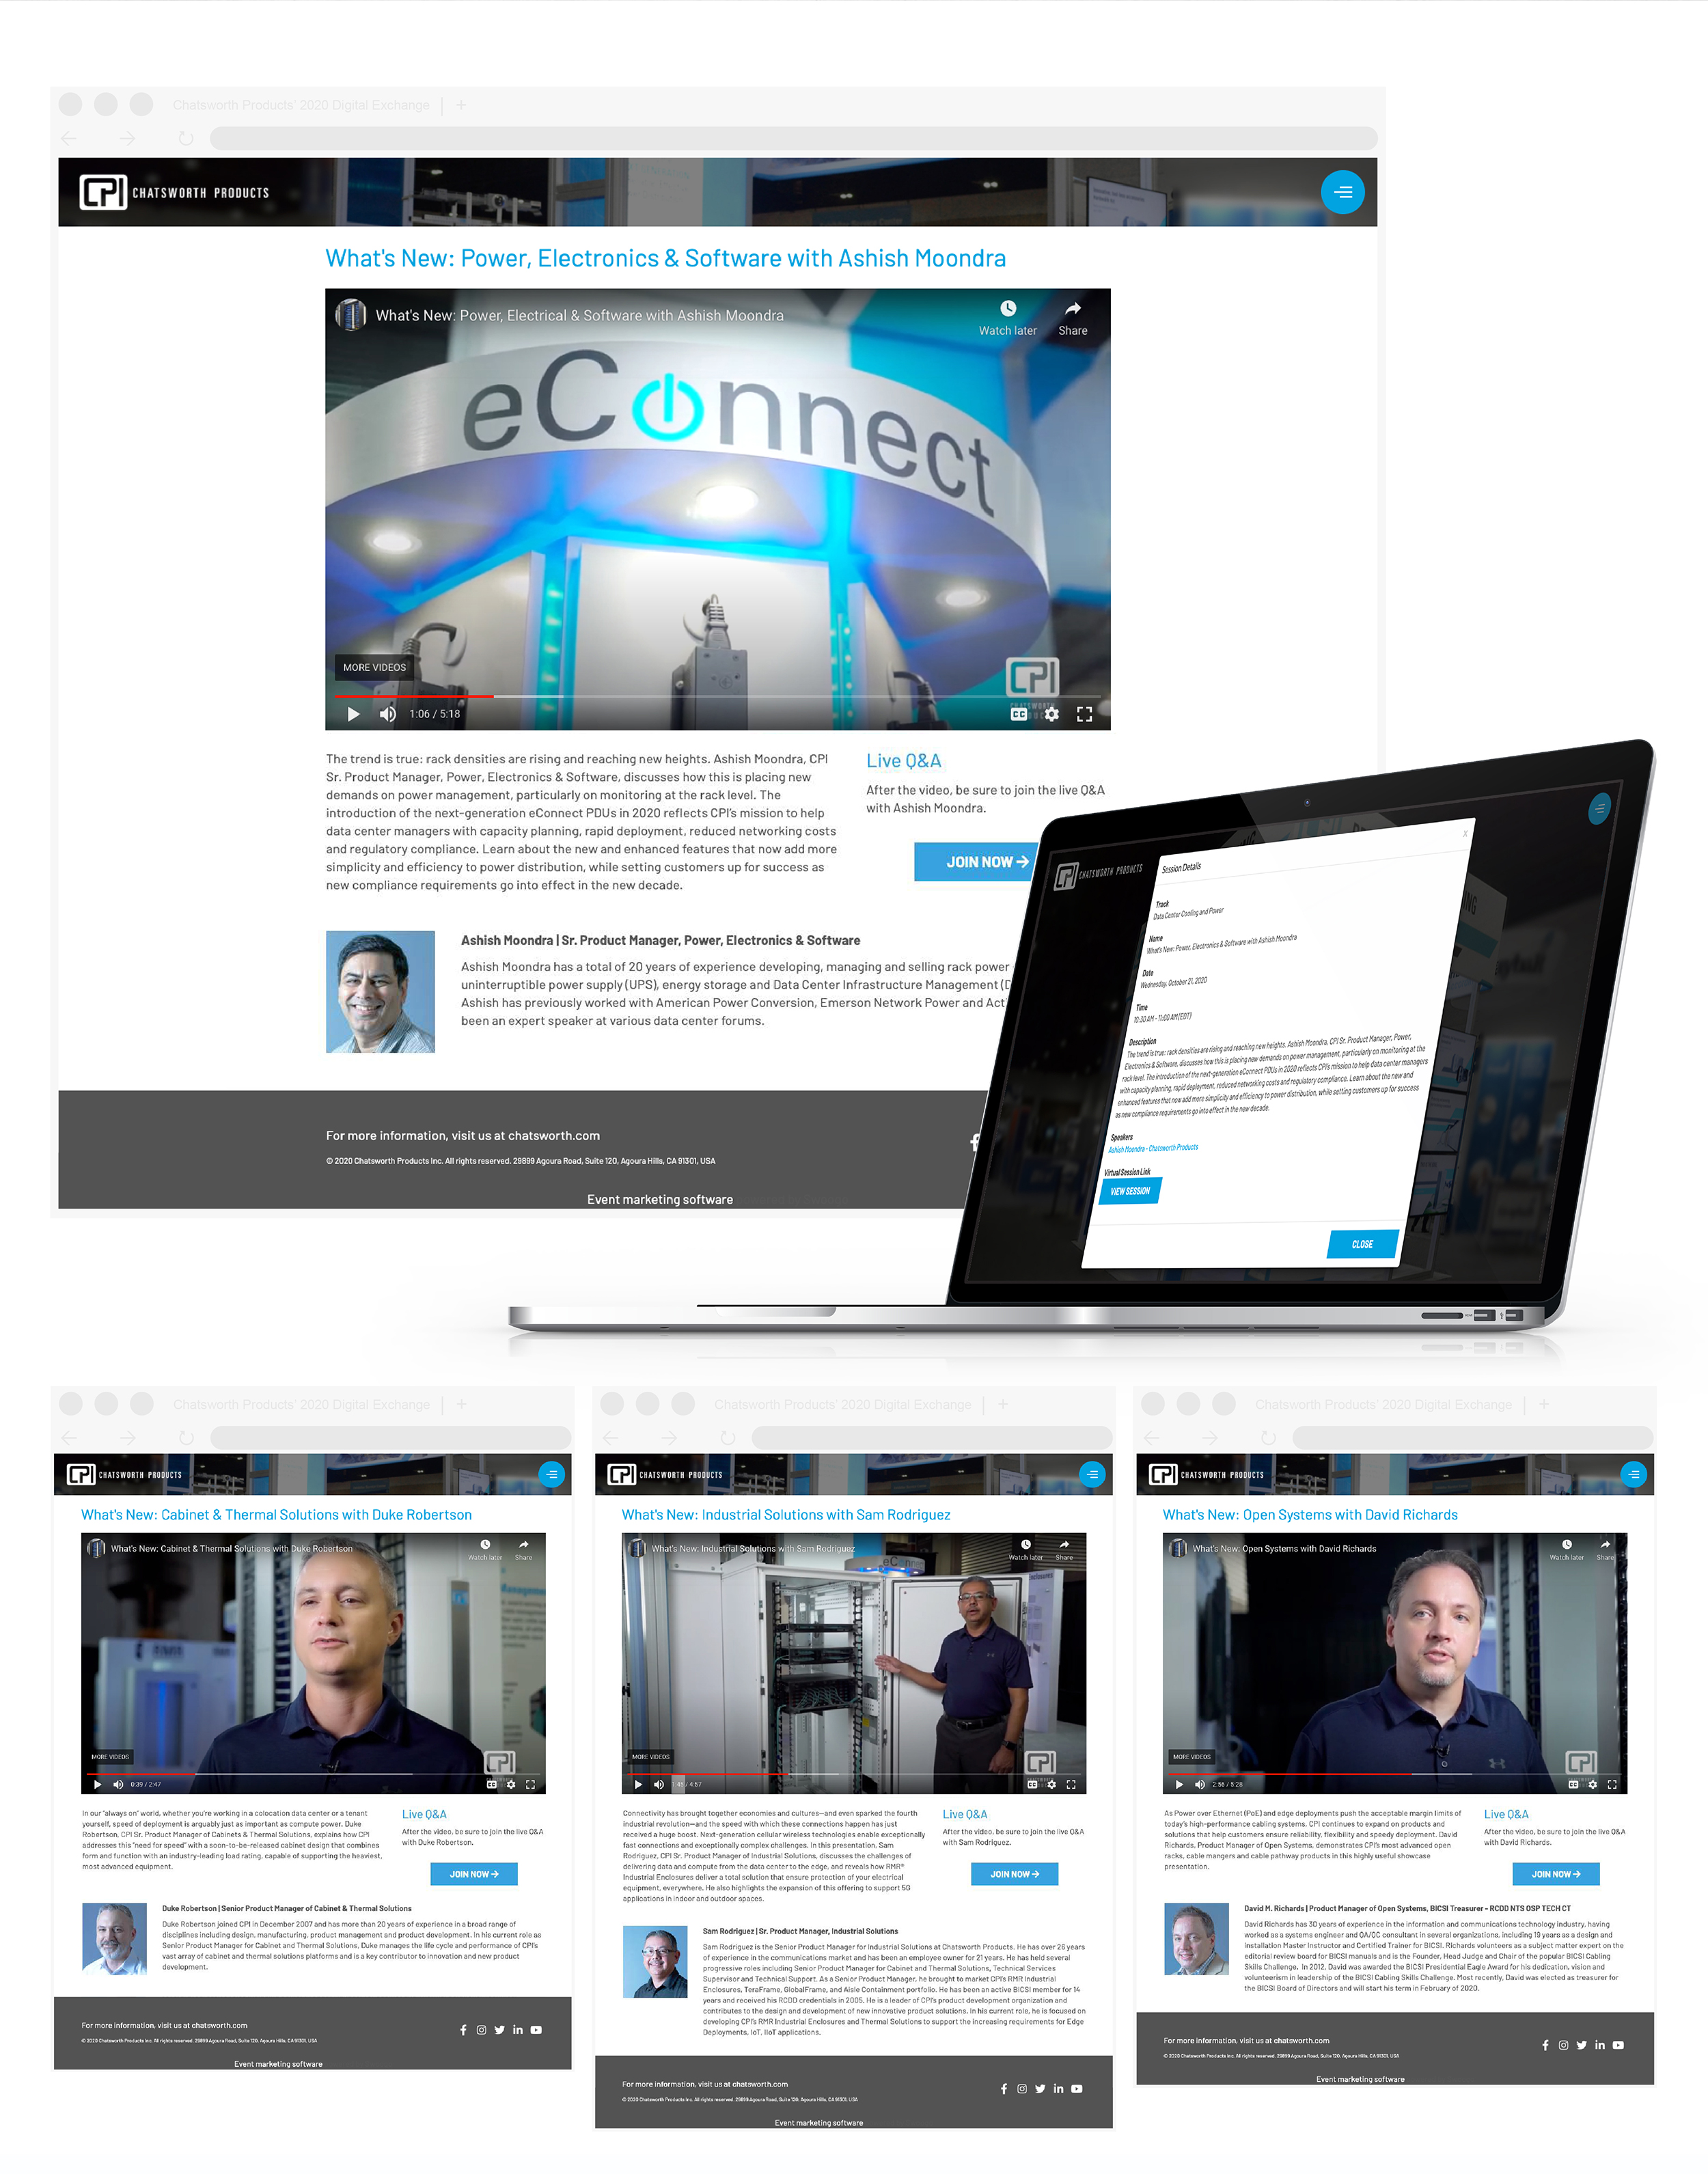 Chatsworth Products' 2020 Digital Exchange
CPI CHATSWORTH PRODUCTS
What's New: Power, Electronics & Software with Ashish Moondra
What's New: Power, Electrical & Software with Ashish Moondra
Watch later
Share
eConnect
MORE VIDEOS
CPI
1:06 / 5:18
CC
The trend is true: rack densities are rising and reaching new heights. Ashish Moondra, CPI
Sr. Product Manager, Power, Electronics & Software, discusses how this is placing new
demands on power management, particularly on monitoring at the rack level. The
introduction of the next-generation eConnect PDUs in 2020 reflects CPI's mission to help
data center managers with capacity planning, rapid deployment, reduced networking costs
and regulatory compliance. Learn about the new and enhanced features that now add more
simplicity and efficiency to power distribution, while setting customers up for success as
new compliance requirements go into effect in the new decade.
Live Q&A
After the video, be sure to join the live Q&A
with Ashish Moondra.
JOIN NOW →
Ashish Moondra | Sr. Product Manager, Power, Electronics & Software
Ashish Moondra has a total of 20 years of experience developing, managing and selling rack power
uninterruptible power supply (UPS), energy storage and Data Center Infrastructure Management (
Ashish has previously worked with American Power Conversion, Emerson Network Power and
been an expert speaker at various data center forums.
For more information, visit us at chatsworth.com
© 2020 Chatsworth Products Inc. All rights reserved. 29899 Agoura Road, Suite 120, Agoura Hills, CA 91301, USA
Event marketing software
CPI CHATSWORTH PRODUCTS
X
Session Details
Track
Data Center Cooling and Power
Name
What's New: Power, Electronics & Software with Ashish Moondra
Date
Wednesday, October 21, 2020
Time
10:30 AM - 11:00 AM (EDT)
Description
The trend is true: rack densities are rising and reaching new heights. Ashish Moondra, CPI Sr. Product Manager, Power,
Electronics & Software, discusses how this is placing new demands on power management, particularly on monitoring at the
rack level. The introduction of the next-generation eConnect PDUs in 2020 reflects CPI's mission to help data center managers
with capacity planning, rapid deployment, reduced networking costs and regulatory compliance. Learn about the new and
enhanced features that now add more simplicity and efficiency to power distribution, while setting customers up for success
as new compliance requirements go into effect in the new decade.
Speakers
Ashish Moondra - Chatsworth Products
Virtual Session Link
VIEW SESSION
CLOSE
Chatsworth Products' 2020 Digital Exchange
CPI CHATSWORTH PRODUCTS
What's New: Cabinet & Thermal Solutions with Duke Robertson
What's New: Cabinet & Thermal Solutions with Duke Robertson
Watch later
Share
MORE VIDEOS
CPI
0:39 / 2:47
CC
In our "always on" world, whether you're working in a colocation data center or a tenant
facility, speed of deployment is arguably just as important as compute power. Duke
Robertson, CPI Sr. Product Manager of Cabinets & Thermal Solutions, explains how CPI
addresses this "need for speed" with a soon-to-be-released cabinet design that combines
form and function with an industry-leading load rating, capable of supporting the heaviest,
most advanced equipment.
Live Q&A
After the video, be sure to join the live Q&A
with Duke Robertson.
JOIN NOW →
Duke Robertson | Senior Product Manager of Cabinet & Thermal Solutions
Duke Robertson joined CPI in December 2007 and has more than 20 years of experience in a broad range of
disciplines including design, manufacturing, product management and product development. In his current role as
Senior Product Manager for Cabinet and Thermal Solutions, Duke manages the life cycle and performance of CPI's
vast array of cabinet and thermal solutions platforms and is a key contributor to innovation and new product
development.
For more information, visit us at chatsworth.com
© 2020 Chatsworth Products Inc. All rights reserved. 29899 Agoura Road, Suite 120, Agoura Hills, CA 91301, USA
Event marketing software
Chatsworth Products' 2020 Digital Exchange
CPI CHATSWORTH PRODUCTS
What's New: Industrial Solutions with Sam Rodriguez
What's New: Industrial Solutions with Sam Rodriguez
Watch later
Share
MORE VIDEOS
CPI
1:45 / 4:57
CC
Connectivity has brought together economies and cultures—and even sparked the fourth
industrial revolution—and the speed with which these connections happen has just
received a huge boost. Next-generation cellular wireless technologies enable exceptionally
fast connections and exceptionally complex challenges. In this presentation, Sam
Rodriguez, CPI Sr. Product Manager of Industrial Solutions, discusses the challenges of
delivering data and compute from the data center to the edge, and reveals how RMR®
Industrial Enclosures deliver a total solution that ensure protection of your electrical
equipment, everywhere. He also highlights the expansion of this offering to support 5G
applications in indoor and outdoor spaces.
Live Q&A
After the video, be sure to join the live Q&A
with Sam Rodriguez.
JOIN NOW →
Sam Rodriguez | Sr. Product Manager, Industrial Solutions
Sam Rodriguez is the Senior Product Manager for Industrial Solutions at Chatsworth Products. He has over 26 years
of experience in the communications market and has been an employee owner for 21 years. He has held several
progressive roles including Senior Product Manager for Cabinet and Thermal Solutions, Technical Services
Supervisor and Technical Support. As a Senior Product Manager, he brought to market CPI's RMR Industrial
Enclosures, TeraFrame, GlobalFrame, and Aisle Containment portfolio. He has been an active BICSI member for 14
years and received his RCDD credentials in 2005. He is a leader of CPI's product development organization and
contributes to the design and development of new innovative product solutions. In his current role, he is focused on
developing CPI's RMR Industrial Enclosures and Thermal Solutions to support the increasing requirements for Edge
Deployments, IoT, IIoT applications.
For more information, visit us at chatsworth.com
© 2020 Chatsworth Products Inc. All rights reserved. 29899 Agoura Road, Suite 120, Agoura Hills, CA 91301, USA
Event marketing software
Chatsworth Products' 2020 Digital Exchange
CPI CHATSWORTH PRODUCTS
What's New: Open Systems with David Richards
What's New: Open Systems with David Richards
Watch later
Share
MORE VIDEOS
CPI
2:56 / 5:28
CC
As Power over Ethernet (PoE) and edge deployments push the acceptable margin limits of
today's high-performance cabling systems, CPI continues to expand on products and
solutions that help customers ensure reliability, flexibility and speedy deployment. David
Richards, Product Manager of Open Systems, demonstrates CPI's most advanced open
racks, cable mangers and cable pathway products in this highly useful showcase
presentation.
Live Q&A
After the video, be sure to join the live Q&A
with David Richards.
JOIN NOW →
David M. Richards | Product Manager of Open Systems, BICSI Treasurer - RCDD NTS OSP TECH CT
David Richards has 30 years of experience in the information and communications technology industry, having
worked as a systems engineer and QA/QC consultant in several organizations, including 19 years as a design and
installation Master Instructor and Certified Trainer for BICSI. Richards volunteers as a subject matter expert on the
editorial review board for BICSI manuals and is the Founder, Head Judge and Chair of the popular BICSI Cabling
Skills Challenge. In 2012, David was awarded the BICSI Presidential Eagle Award for his dedication, vision and
volunteerism in leadership of the BICSI Cabling Skills Challenge. Most recently, David was elected as treasurer for
the BICSI Board of Directors and will start his term in February of 2020.
For more information, visit us at chatsworth.com
© 2020 Chatsworth Products Inc. All rights reserved. 29899 Agoura Road, Suite 120, Agoura Hills, CA 91301, USA
Event marketing software